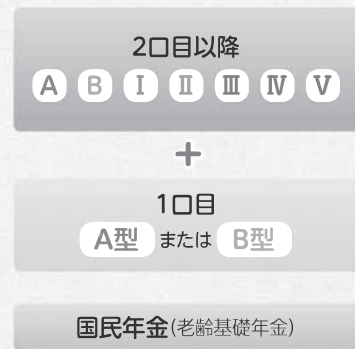 2口目以降
A B Ⅰ Ⅱ Ⅲ Ⅳ Ⅴ
+
1口目
A型 または B型
国民年金(老齢基礎年金)